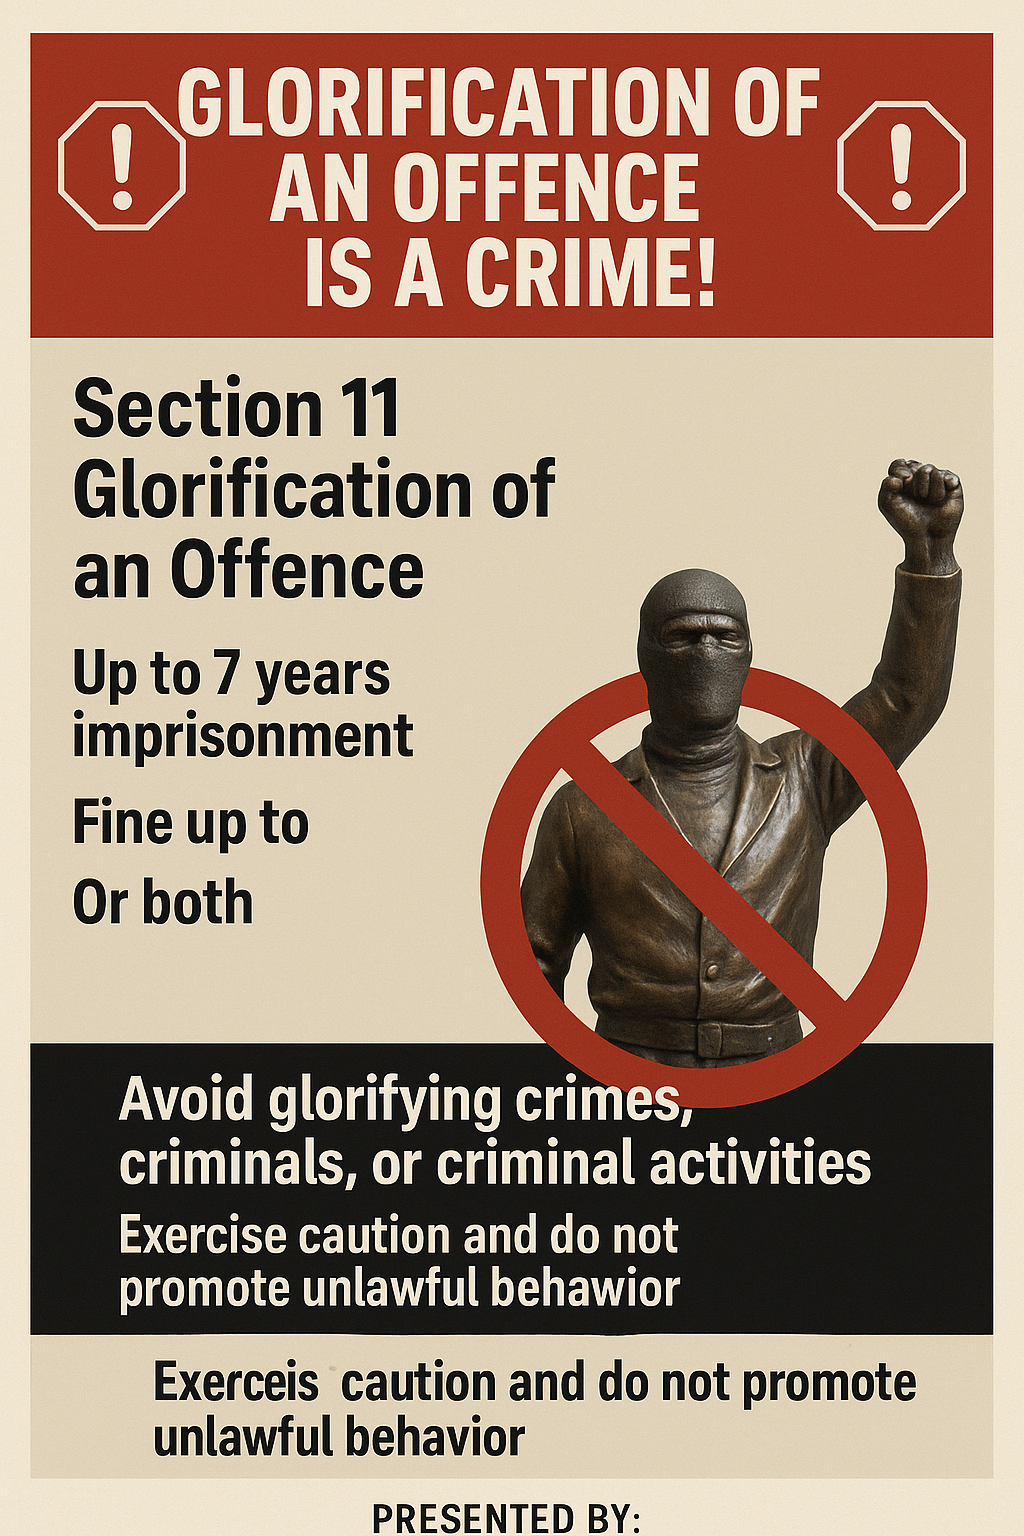 GLORIFICATION OF
AN OFFENCE
IS A CRIME!
Section 11
Glorification of
an Offence
Up to 7 years
imprisonment
Fine up to
Or both
Avoid glorifying crimes,
criminals, or criminal activities
Exercise caution and do not
promote unlawful behawior
Exerceis caution and do not promote
unlawful behavior
PRESENTED BY: